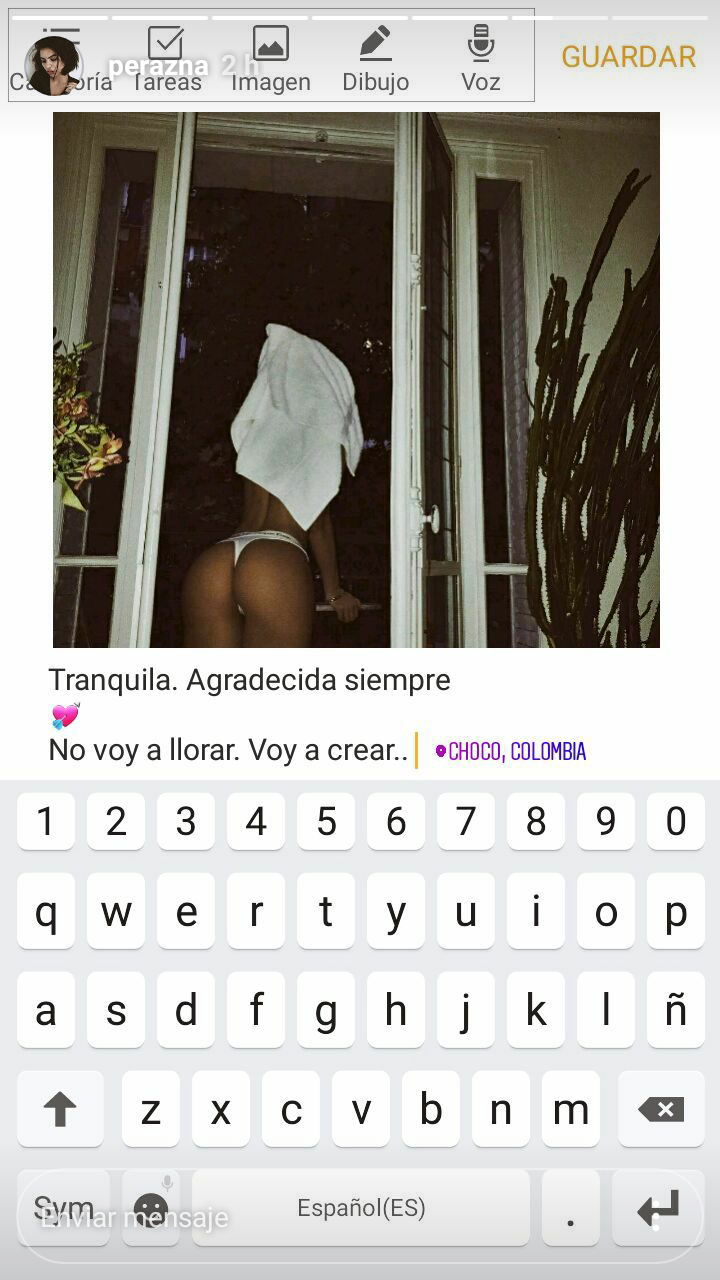 perazna 2 h
Categoría Tareas Imagen Dibujo Voz GUARDAR
Tranquila. Agradecida siempre
💘
No voy a llorar. Voy a crear.. CHOCO, COLOMBIA
1 2 3 4 5 6 7 8 9 0
q w e r t y u i o p
a s d f g h j k l ñ
z x c v b n m
Sym Español(ES) .
Enviar mensaje